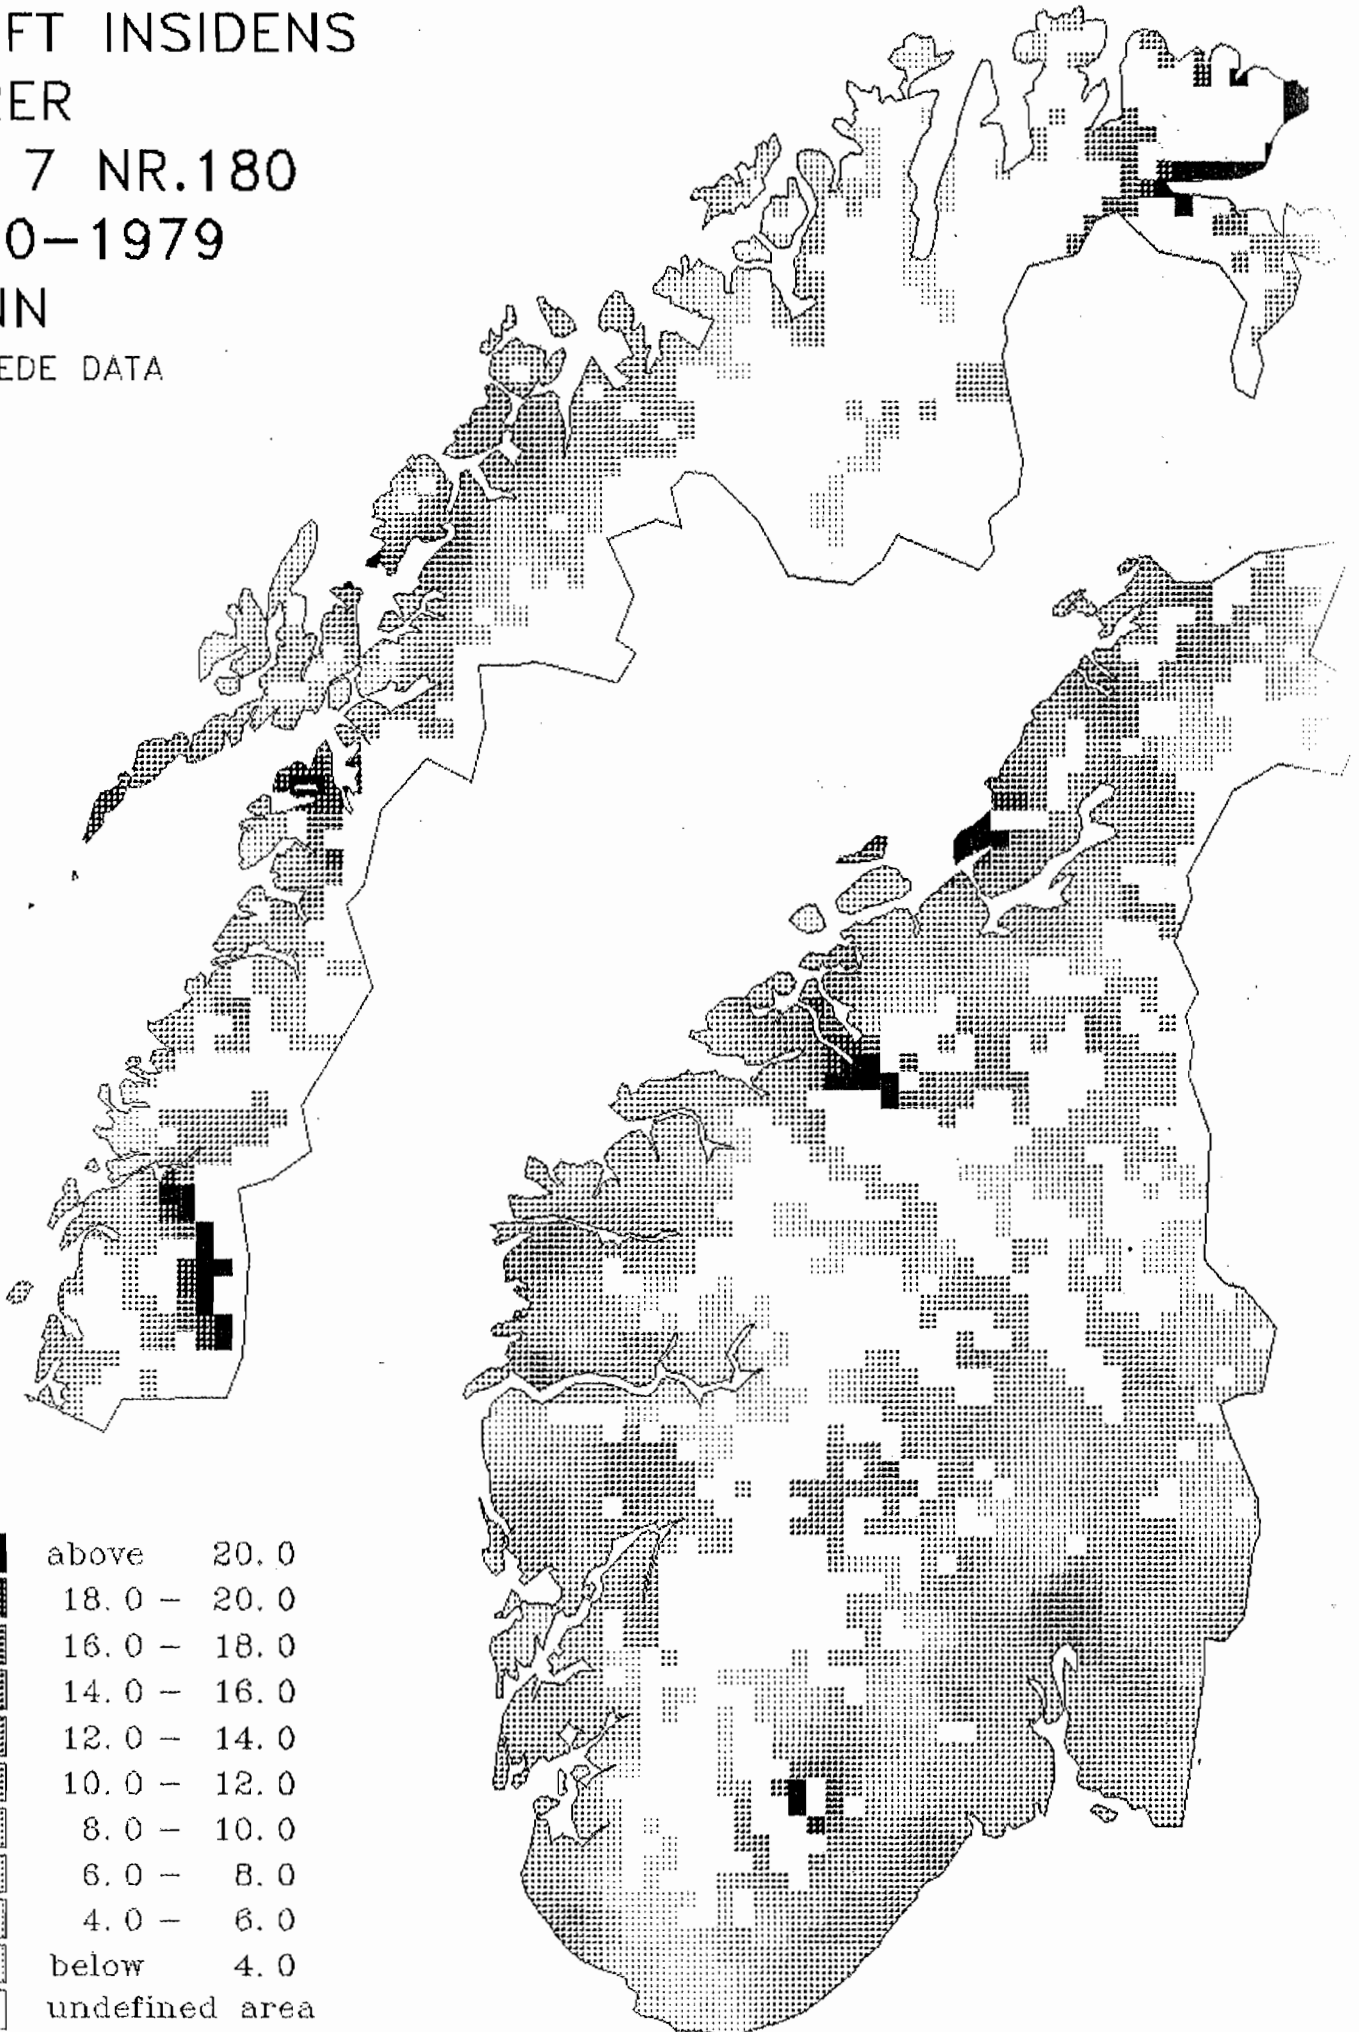 FT INSIDENS
ER
7 NR.180
0-1979
NN
EDE DATA
above 20.0
18.0 - 20.0
16.0 - 18.0
14.0 - 16.0
12.0 - 14.0
10.0 - 12.0
8.0 - 10.0
6.0 - 8.0
4.0 - 6.0
below 4.0
undefined area